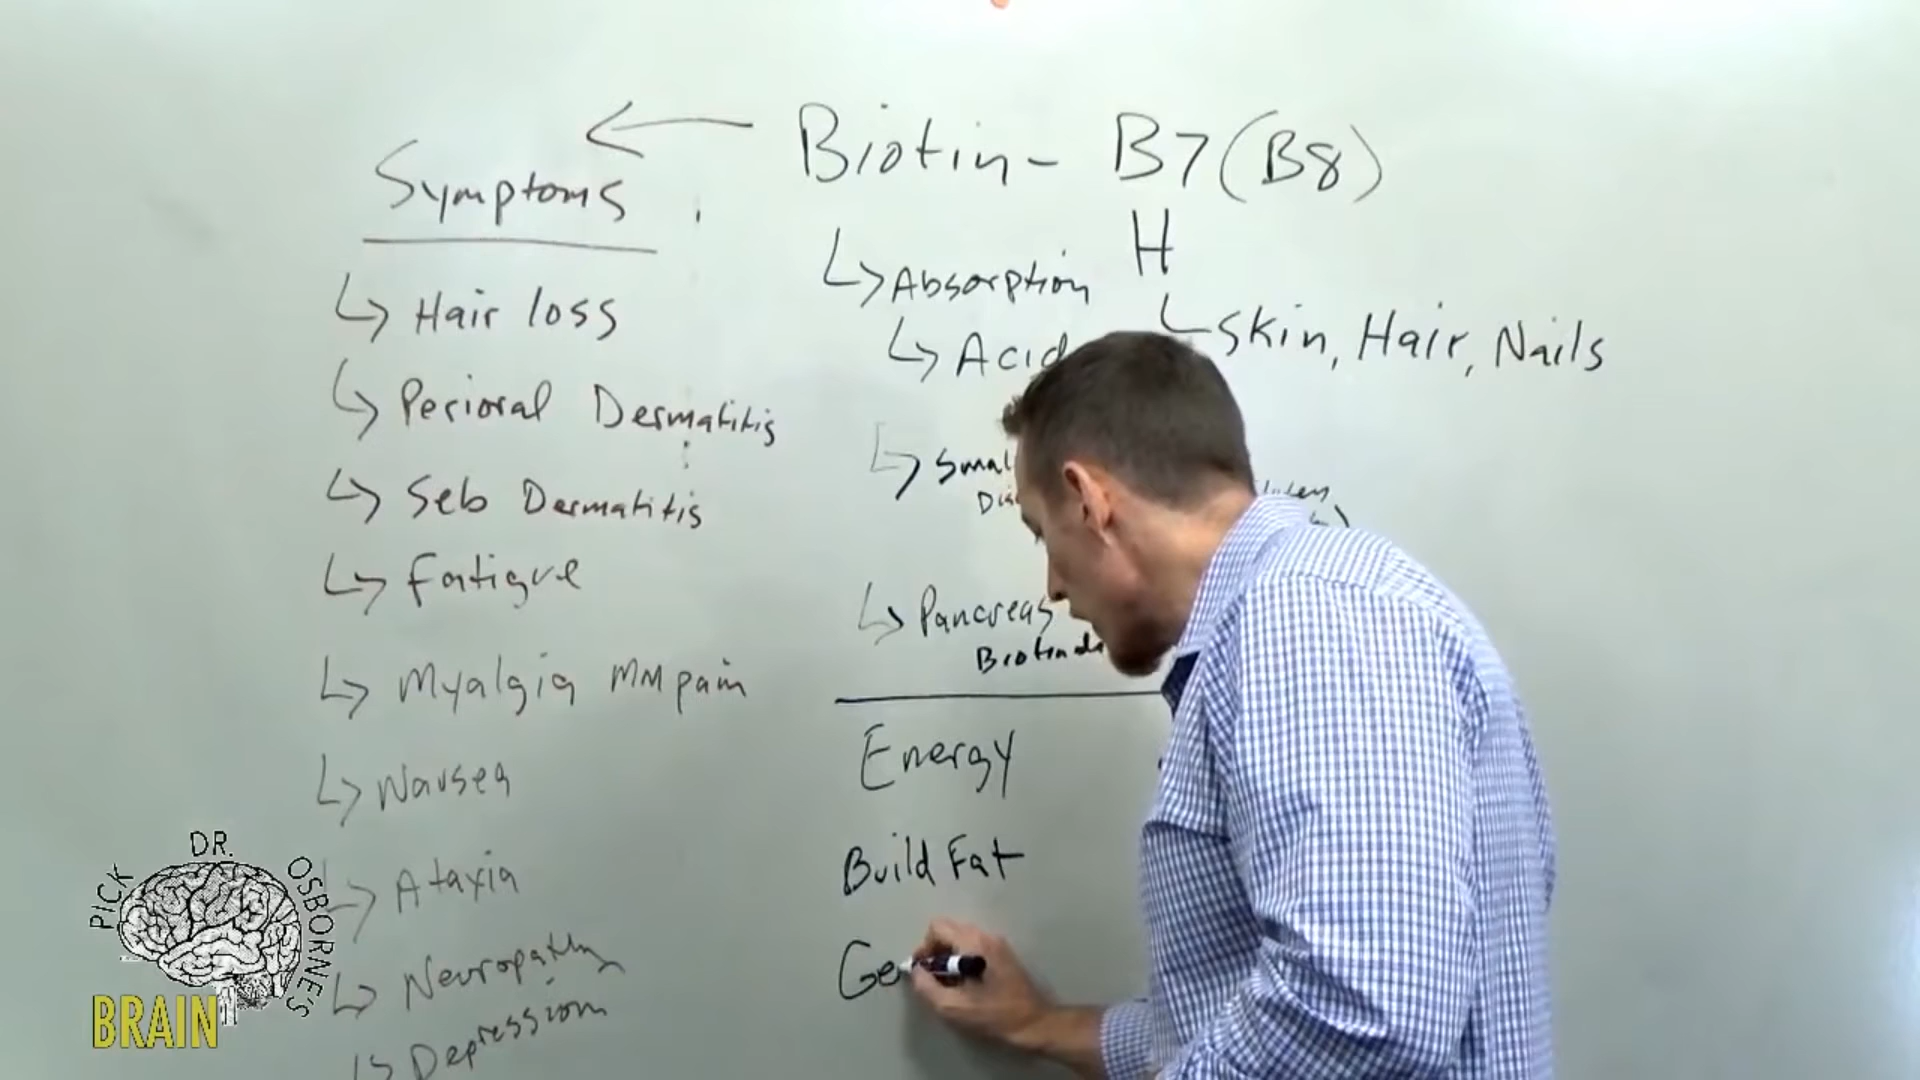 Biotin - B7 (B8)
H
Symptoms
Hair loss
Perioral Dermatitis
Seb Dermatitis
Fatigue
Myalgia MM pain
Nausea
Ataxia
Neuropathy
Depression
Absorption
Acid
Skin, Hair, Nails
Pancreas
Energy
Build Fat
Ge
PICK DR. OSBORNE'S
BRAIN